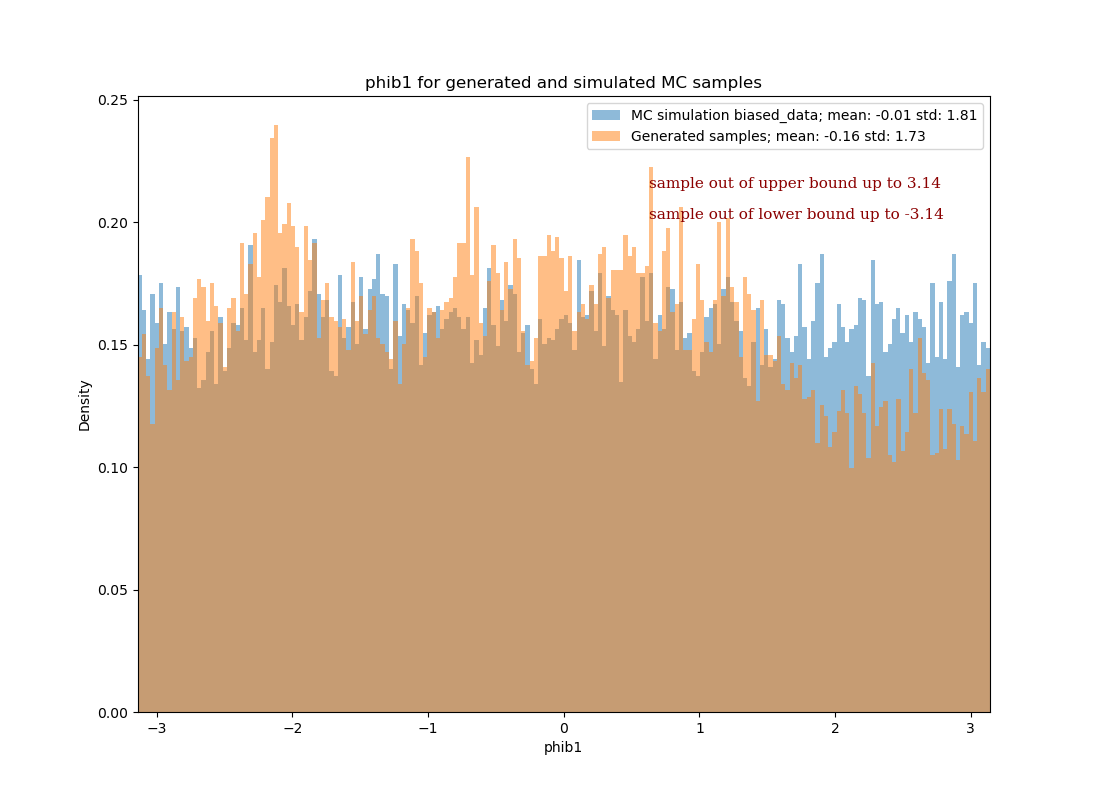 phib1 for generated and simulated MC samples
MC simulation biased_data; mean: -0.01 std: 1.81
Generated samples; mean: -0.16 std: 1.73
sample out of upper bound up to 3.14
sample out of lower bound up to -3.14
Density
0.25
0.20
0.15
0.10
0.05
0.00
−3
−2
−1
0
1
2
3
phib1